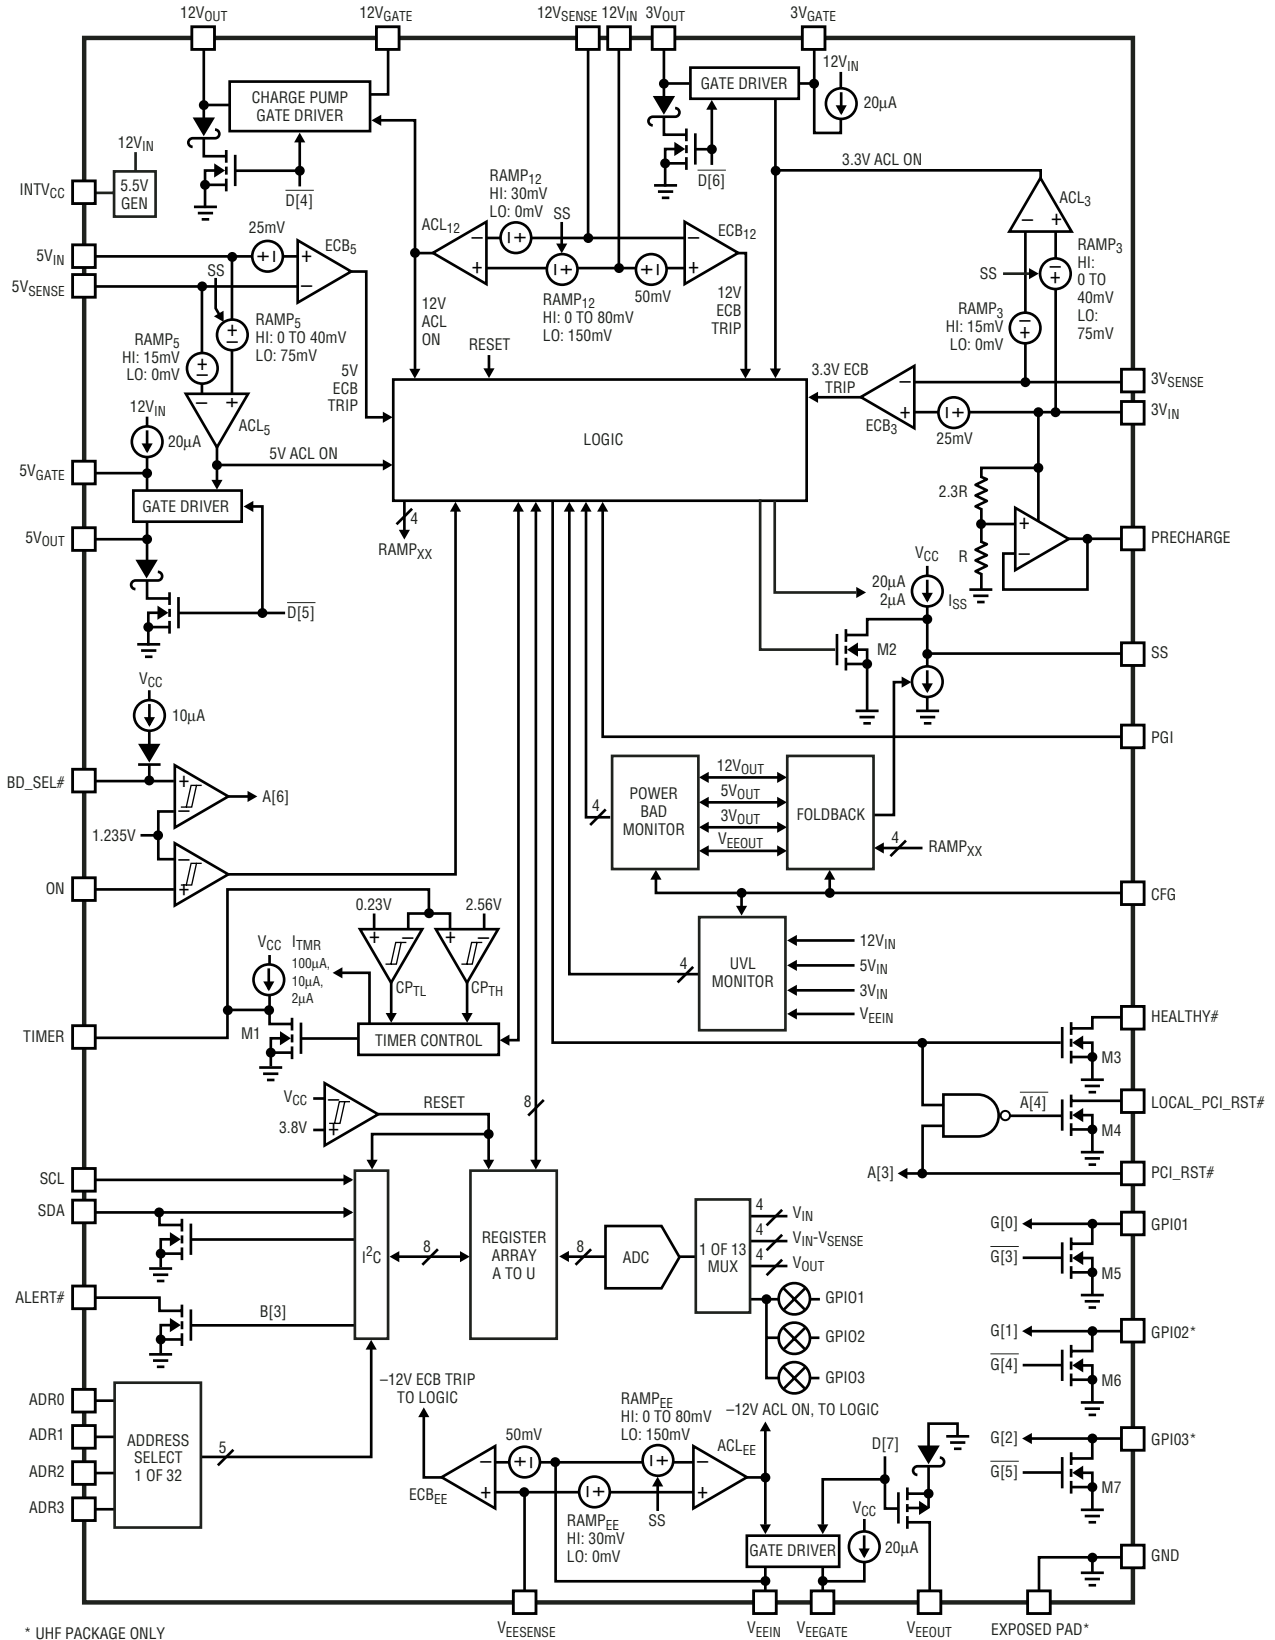 12VOUT
12VGATE
12VSENSE
12VIN
3VOUT
3VGATE
CHARGE PUMP
GATE DRIVER
GATE DRIVER
12VIN
20µA
12VIN
5.5V
GEN
INTVCC
D[4]
D[6]
3.3V ACL ON
RAMP12
HI: 30mV
LO: 0mV
SS
ACL12
ECB12
ACL3
25mV
ECB5
5VIN
SS
5VSENSE
RAMP5
HI: 0 TO 40mV
LO: 75mV
RAMP5
HI: 15mV
LO: 0mV
12V
ACL
ON
RAMP12
HI: 0 TO 80mV
LO: 150mV
50mV
12V
ECB
TRIP
SS
RAMP3
HI:
0 TO
40mV
LO:
75mV
RAMP3
HI: 15mV
LO: 0mV
RESET
5V
ECB
TRIP
3.3V ECB
TRIP
3VSENSE
3VIN
ECB3
25mV
12VIN
20µA
ACL5
5V ACL ON
LOGIC
5VGATE
GATE DRIVER
5VOUT
D[5]
4
RAMPXX
2.3R
R
PRECHARGE
VCC
20µA
2µA
ISS
M2
SS
VCC
10µA
PGI
BD_SEL#
A[6]
1.235V
ON
POWER
BAD
MONITOR
12VOUT
5VOUT
3VOUT
VEEOUT
FOLDBACK
4
4
RAMPXX
CFG
0.23V
2.56V
VCC
ITMR
100µA,
10µA,
2µA
CPTL
CPTH
4
UVL
MONITOR
12VIN
5VIN
3VIN
VEEIN
TIMER
M1
TIMER CONTROL
HEALTHY#
M3
VCC
3.8V
RESET
8
A[4]
LOCAL_PCI_RST#
M4
A[3]
PCI_RST#
SCL
SDA
I2C
8
REGISTER
ARRAY
A TO U
8
ADC
1 OF 13
MUX
4
VIN
4
VIN-VSENSE
4
VOUT
GPIO1
GPIO2
GPIO3
G[0]
GPIO1
G[3]
M5
ALERT#
B[3]
G[1]
GPIO2*
G[4]
M6
ADR0
ADR1
ADR2
ADR3
ADDRESS
SELECT
1 OF 32
5
–12V ECB TRIP
TO LOGIC
50mV
RAMPEE
HI: 0 TO 80mV
LO: 150mV
–12V ACL ON, TO LOGIC
ACLEE
ECBEE
RAMPEE
HI: 30mV
LO: 0mV
SS
D[7]
VCC
20µA
GATE DRIVER
G[2]
GPIO3*
G[5]
M7
GND
VEESENSE
VEEIN
VEEGATE
VEEOUT
EXPOSED PAD*
* UHF PACKAGE ONLY